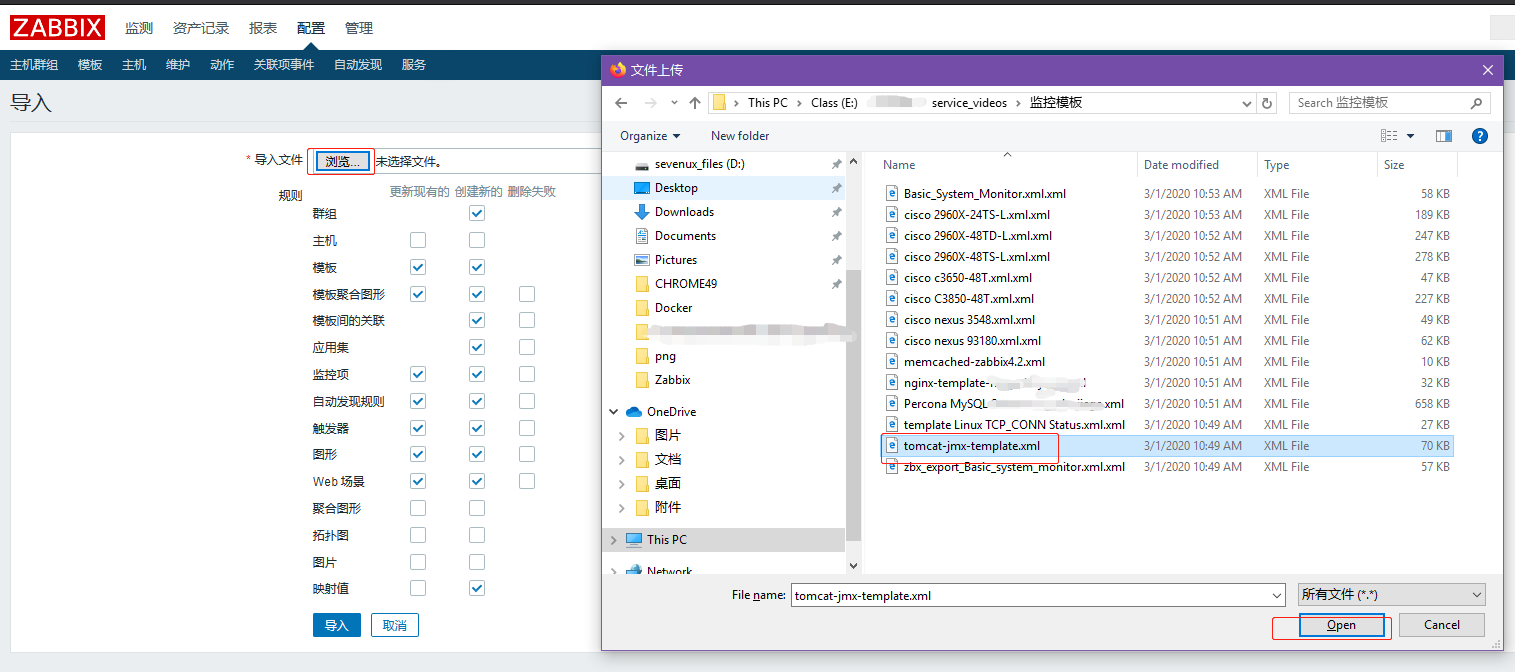 ZABBIX 监测 资产记录 报表 配置 管理
主机群组 模板 主机 维护 动作 关联项事件 自动发现 服务
导入
* 导入文件 浏览... 未选择文件。
规则 更新现有的 创建新的 删除失败
群组
主机
模板
模板聚合图形
模板间的关联
应用集
监控项
自动发现规则
触发器
图形
Web 场景
聚合图形
拓扑图
图片
映射值
导入 取消
文件上传
This PC Class (E:) service_videos 监控模板 Search 监控模板
Organize New folder
sevenux_files (D:)
Desktop
Downloads
Documents
Pictures
CHROME49
Docker
png
Zabbix
OneDrive
图片
文档
桌面
附件
This PC
Network
Name Date modified Type Size
Basic_System_Monitor.xml.xml 3/1/2020 10:53 AM XML File 58 KB
cisco 2960X-24TS-L.xml.xml 3/1/2020 10:53 AM XML File 189 KB
cisco 2960X-48TD-L.xml.xml 3/1/2020 10:52 AM XML File 247 KB
cisco 2960X-48TS-L.xml.xml 3/1/2020 10:52 AM XML File 278 KB
cisco c3650-48T.xml.xml 3/1/2020 10:52 AM XML File 47 KB
cisco C3850-48T.xml.xml 3/1/2020 10:52 AM XML File 227 KB
cisco nexus 3548.xml.xml 3/1/2020 10:51 AM XML File 49 KB
cisco nexus 93180.xml.xml 3/1/2020 10:51 AM XML File 62 KB
memcached-zabbix4.2.xml 3/1/2020 10:51 AM XML File 10 KB
nginx-template- 3/1/2020 10:51 AM XML File 32 KB
Percona MySQL .xml 3/1/2020 10:51 AM XML File 658 KB
template Linux TCP_CONN Status.xml.xml 3/1/2020 10:49 AM XML File 27 KB
tomcat-jmx-template.xml 3/1/2020 10:49 AM XML File 70 KB
zbx_export_Basic_system_monitor.xml.xml 3/1/2020 10:49 AM XML File 57 KB
File name: tomcat-jmx-template.xml 所有文件 (*.*)
Open Cancel